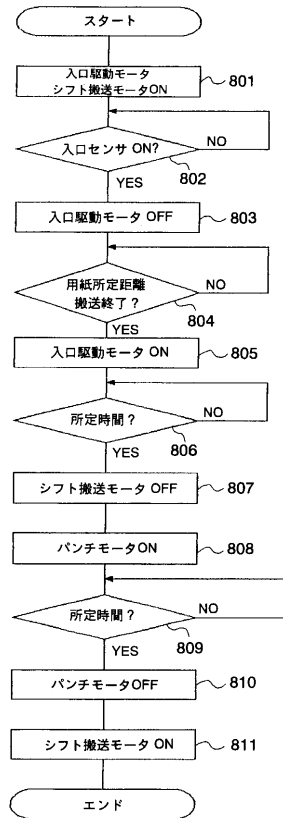 スタート
入口駆動モータ
シフト搬送モータON
801
入口センサ ON?
NO
802
YES
入口駆動モータ OFF
803
用紙所定距離
搬送終了?
NO
804
YES
入口駆動モータ ON
805
所定時間?
NO
806
YES
シフト搬送モータ OFF
807
パンチモータON
808
所定時間?
NO
809
YES
パンチモータOFF
810
シフト搬送モータ ON
811
エンド